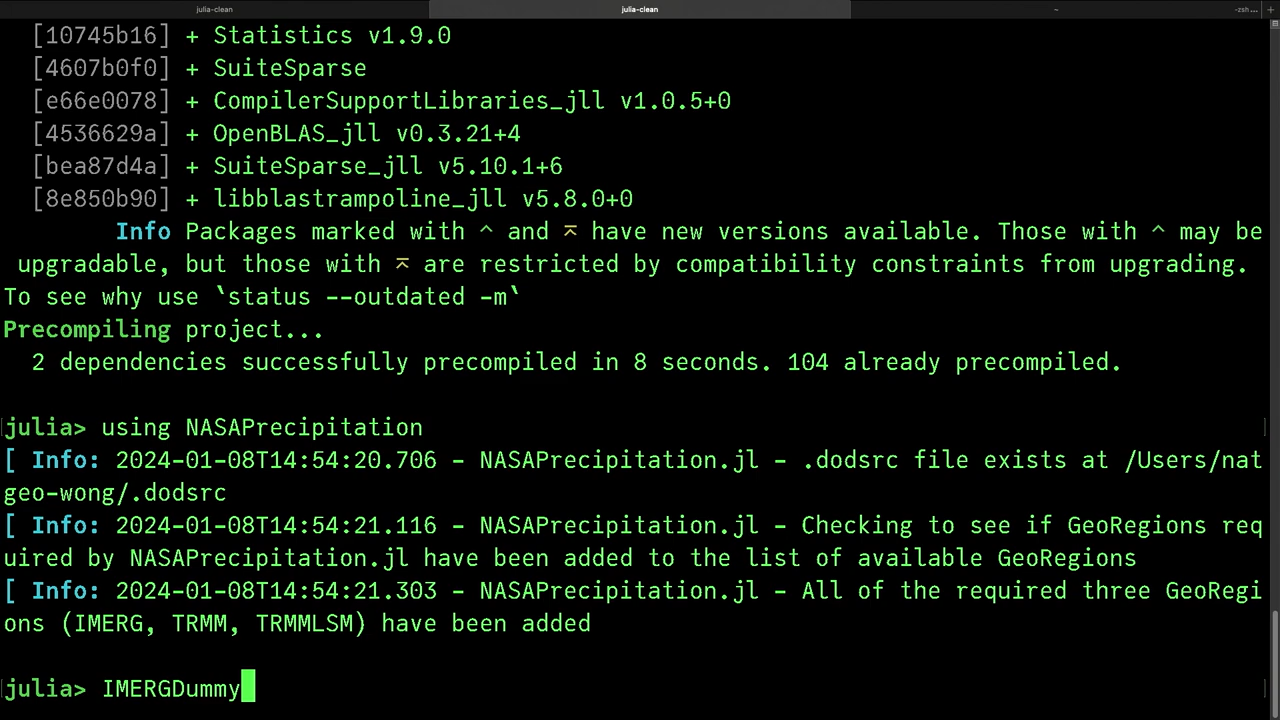 julia-clean julia-clean ~ -zsh ... +
[10745b16] + Statistics v1.9.0
[4607b0f0] + SuiteSparse
[e66e0078] + CompilerSupportLibraries_jll v1.0.5+0
[4536629a] + OpenBLAS_jll v0.3.21+4
[bea87d4a] + SuiteSparse_jll v5.10.1+6
[8e850b90] + libblastrampoline_jll v5.8.0+0
Info Packages marked with ⌃ and ⌅ have new versions available. Those with ⌃ may be
upgradable, but those with ⌅ are restricted by compatibility constraints from upgrading.
To see why use `status --outdated -m`
Precompiling project...
2 dependencies successfully precompiled in 8 seconds. 104 already precompiled.
julia> using NASAPrecipitation
[ Info: 2024-01-08T14:54:20.706 - NASAPrecipitation.jl - .dodsrc file exists at /Users/nat
geo-wong/.dodsrc
[ Info: 2024-01-08T14:54:21.116 - NASAPrecipitation.jl - Checking to see if GeoRegions req
uired by NASAPrecipitation.jl have been added to the list of available GeoRegions
[ Info: 2024-01-08T14:54:21.303 - NASAPrecipitation.jl - All of the required three GeoRegi
ons (IMERG, TRMM, TRMMLSM) have been added
julia> IMERGDummy